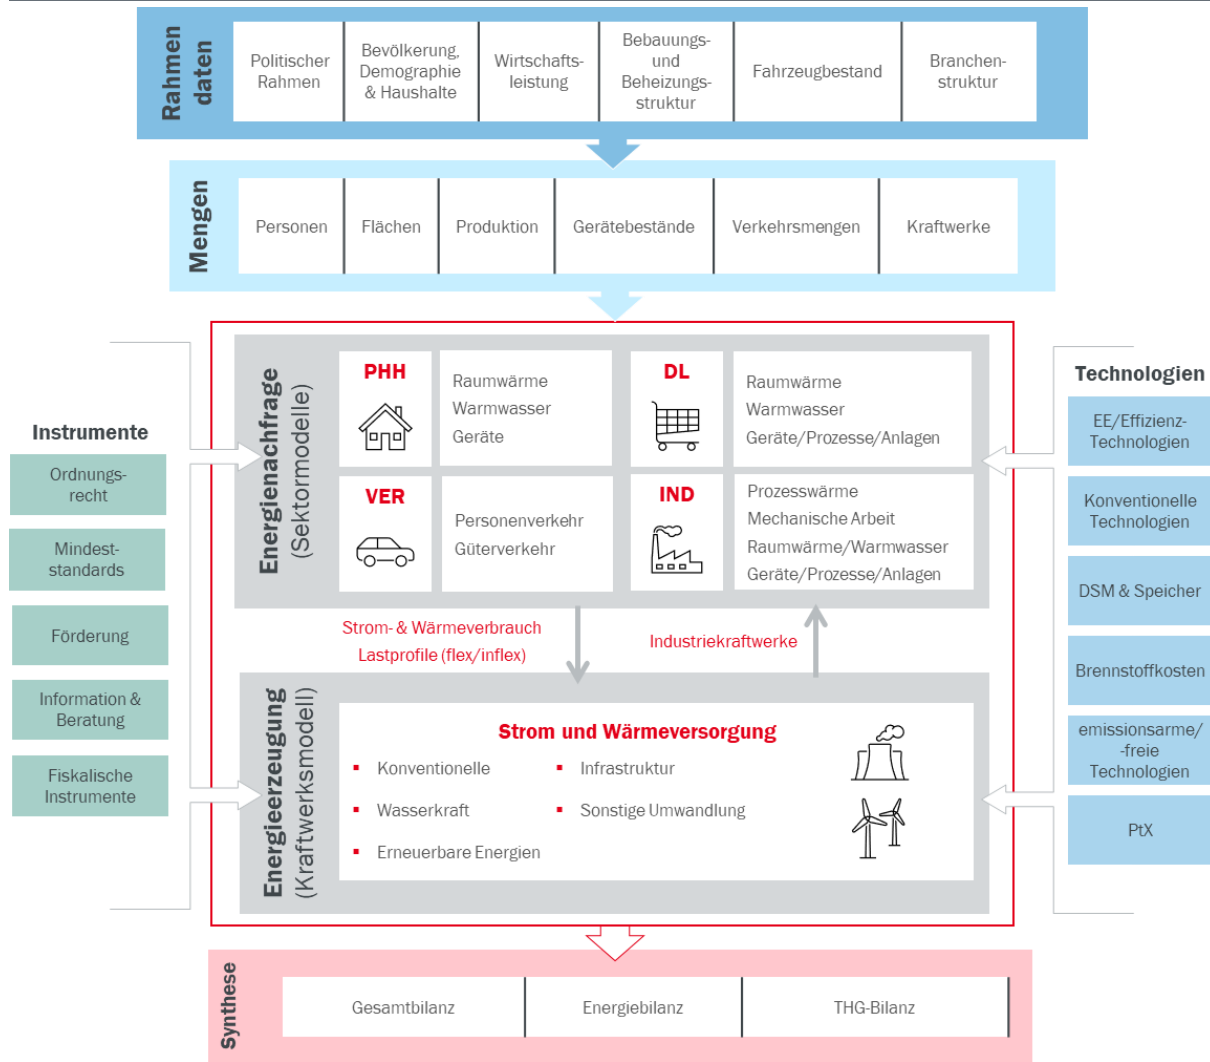 Rahmen
daten
Politischer
Rahmen
Bevölkerung,
Demographie
& Haushalte
Wirtschafts-
leistung
Bebauungs-
und
Beheizungs-
struktur
Fahrzeugbestand
Branchen-
struktur
Mengen
Personen
Flächen
Produktion
Gerätebestände
Verkehrsmengen
Kraftwerke
Instrumente
Ordnungs-
recht
Mindest-
standards
Förderung
Information &
Beratung
Fiskalische
Instrumente
Energienachfrage
(Sektormodelle)
PHH
Raumwärme
Warmwasser
Geräte
DL
Raumwärme
Warmwasser
Geräte/Prozesse/Anlagen
VER
Personenverkehr
Güterverkehr
IND
Prozesswärme
Mechanische Arbeit
Raumwärme/Warmwasser
Geräte/Prozesse/Anlagen
Strom- & Wärmeverbrauch
Lastprofile (flex/inflex)
Industriekraftwerke
Energieerzeugung
(Kraftwerksmodell)
Strom und Wärmeversorgung
Konventionelle
Wasserkraft
Erneuerbare Energien
Infrastruktur
Sonstige Umwandlung
Technologien
EE/Effizienz-
Technologien
Konventionelle
Technologien
DSM & Speicher
Brennstoffkosten
emissionsarme/
-freie
Technologien
PtX
Synthese
Gesamtbilanz
Energiebilanz
THG-Bilanz